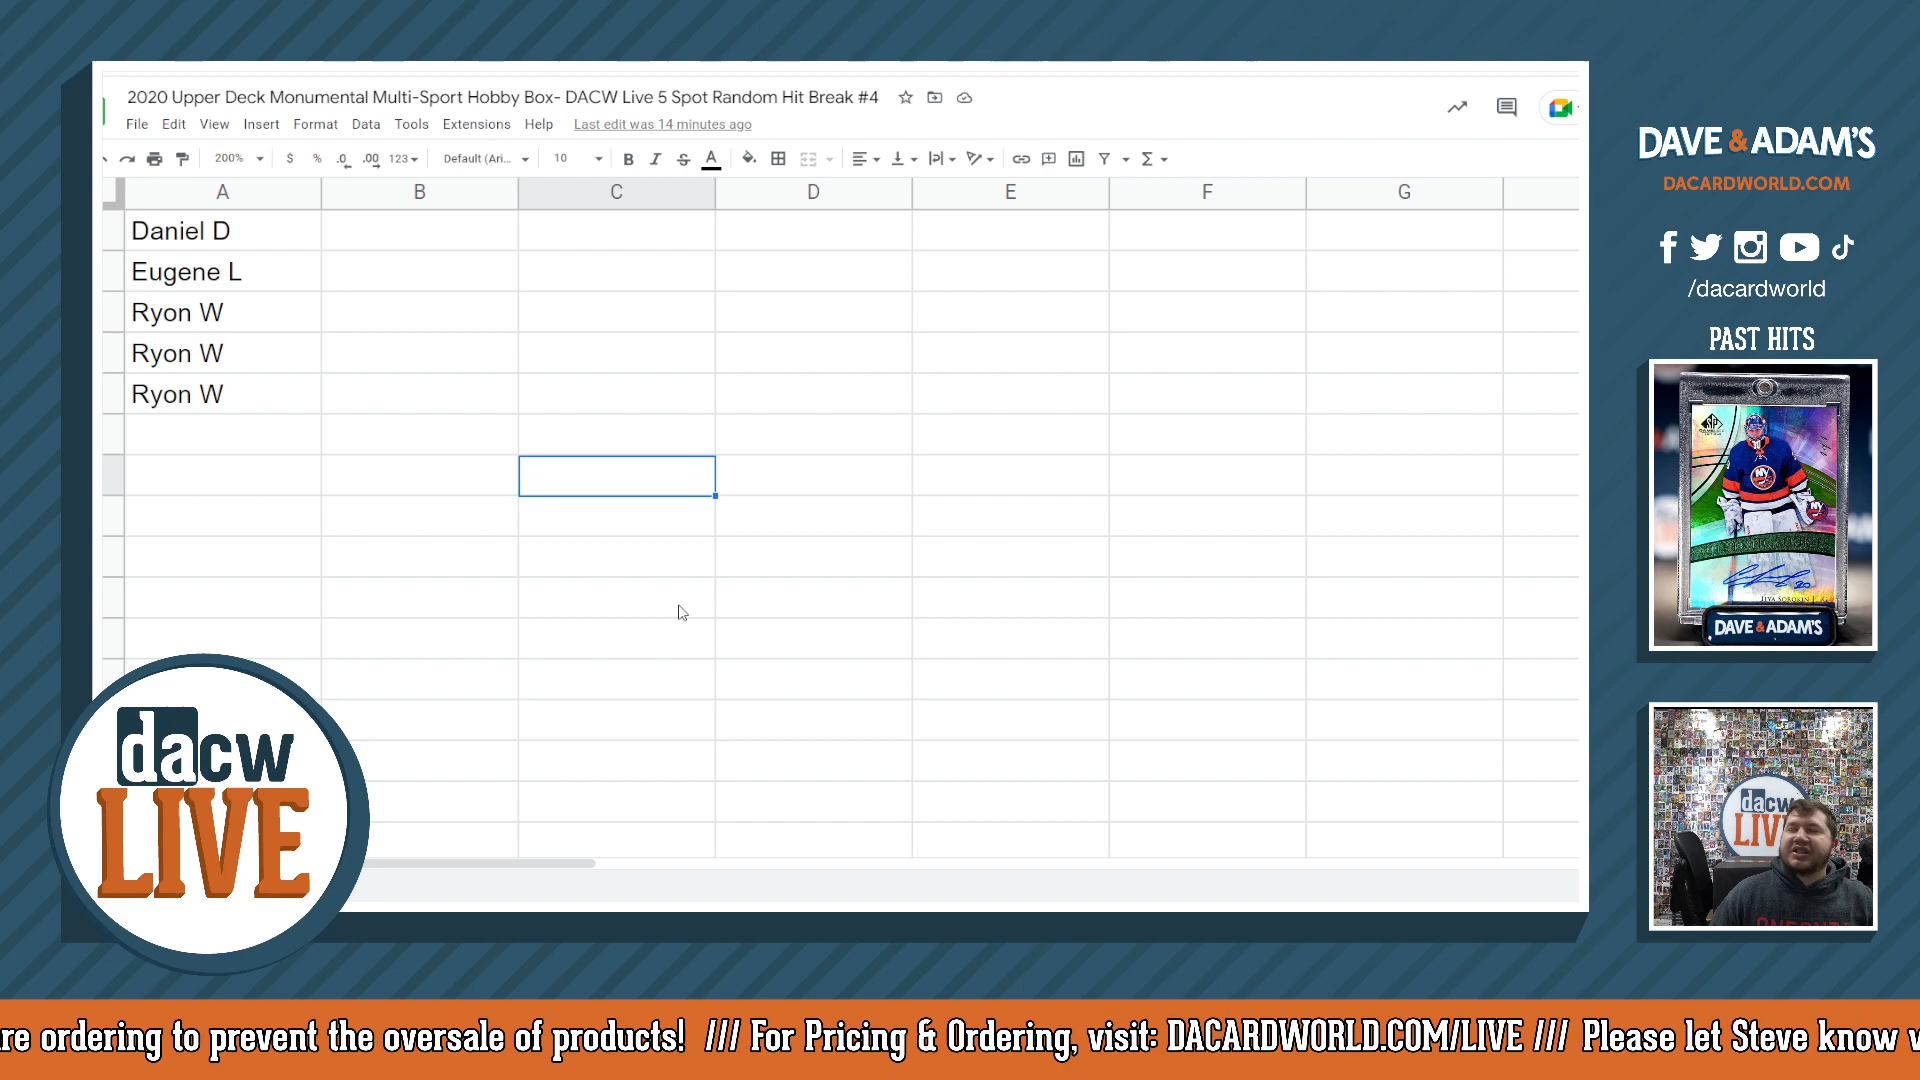 2020 Upper Deck Monumental Multi-Sport Hobby Box- DACW Live 5 Spot Random Hit Break #4
File Edit View Insert Format Data Tools Extensions Help Last edit was 14 minutes ago
200% $ % .0 .00 123 Default (Ari... 10 B I S A
A B C D E F G
Daniel D
Eugene L
Ryon W
Ryon W
Ryon W
DAVE & ADAM'S
DACARDWORLD.COM
/dacardworld
PAST HITS
NY
DAVE & ADAM'S
dacw
LIVE
dacw
LIVE
re ordering to prevent the oversale of products! /// For Pricing & Ordering, visit: DACARDWORLD.COM/LIVE /// Please let Steve know